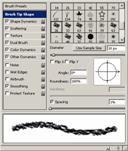 Brush Presets
Brush Tip Shape
Shape Dynamics
Scattering
Texture
Dual Brush
Color Dynamics
Other Dynamics
Noise
Wet Edges
Airbrush
Smoothing
Protect Texture
Diameter
Use Sample Size
Flip X
Flip Y
Angle:
Roundness:
100%
Hardness
Spacing